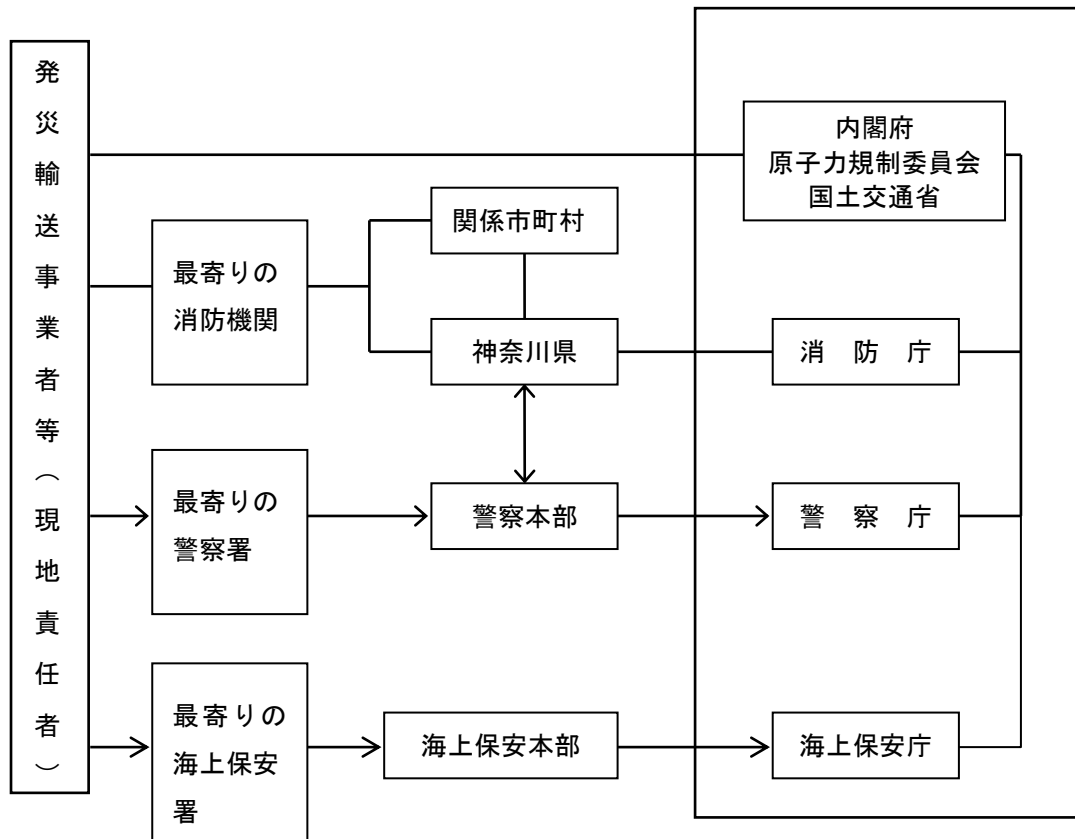 発災輸送事業者等（現地責任者）
内閣府
原子力規制委員会
国土交通省
関係市町村
最寄りの
消防機関
神奈川県
消防庁
最寄りの
警察署
警察本部
警察庁
最寄りの
海上保安
署
海上保安本部
海上保安庁